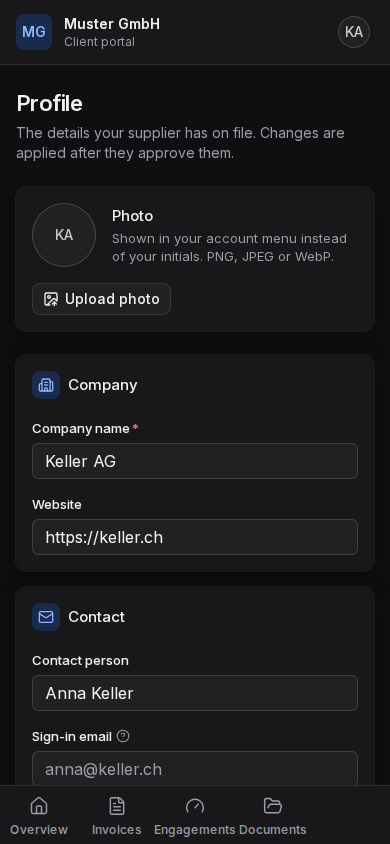 MG
Muster GmbH
Client portal
KA
Profile
The details your supplier has on file. Changes are
applied after they approve them.
KA
Photo
Shown in your account menu instead
of your initials. PNG, JPEG or WebP.
Upload photo
Company
Company name*
Keller AG
Website
https://keller.ch
Contact
Contact person
Anna Keller
Sign-in email
anna@keller.ch
Overview Invoices Engagements Documents